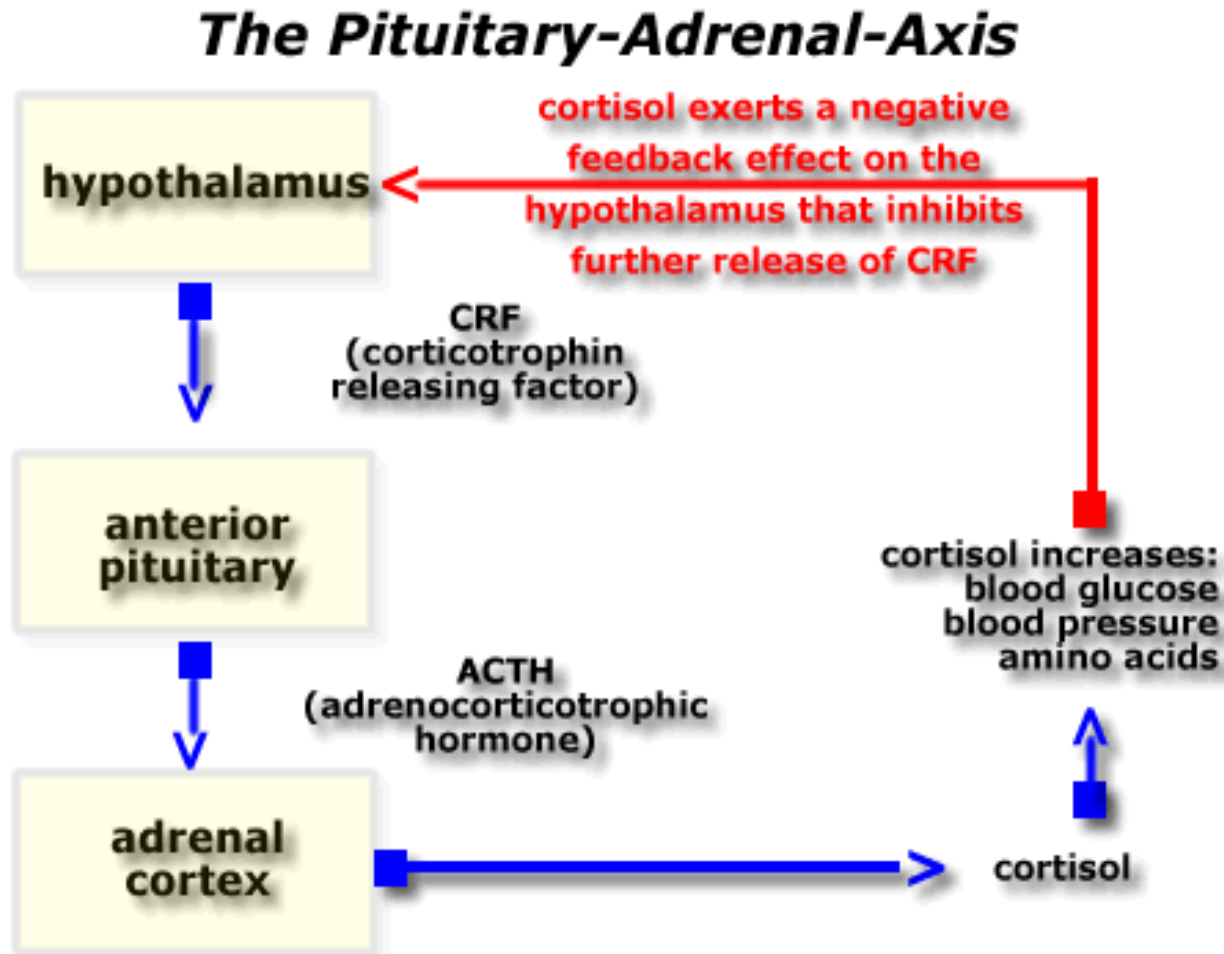 The Pituitary-Adrenal-Axis
cortisol exerts a negative
feedback effect on the
hypothalamus that inhibits
further release of CRF
hypothalamus
CRF
(corticotrophin
releasing factor)
anterior
pituitary
ACTH
(adrenocorticotrophic
hormone)
adrenal
cortex
cortisol
cortisol increases:
blood glucose
blood pressure
amino acids